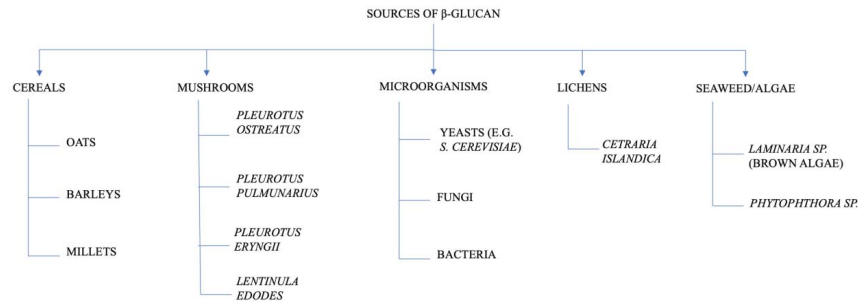 SOURCES OF β-GLUCAN
CEREALS
OATS
BARLEYS
MILLETS
MUSHROOMS
PLEUROTUS
OSTREATUS
PLEUROTUS
PULMUNARIUS
PLEUROTUS
ERYNGII
LENTINULA
EDODES
MICROORGANISMS
YEASTS (E.G.
S. CEREVISIAE)
FUNGI
BACTERIA
LICHENS
CETRARIA
ISLANDICA
SEAWEED/ALGAE
LAMINARIA SP.
(BROWN ALGAE)
PHYTOPHTHORA SP.